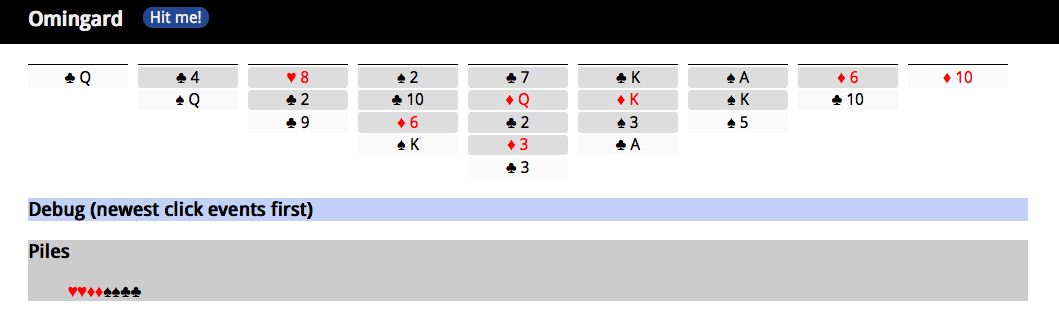 Omingard Hit me!
♣ Q ♣ 4 ♥ 8 ♠ 2 ♣ 7 ♣ K ♠ A ♦ 6 ♦ 10
♠ Q ♣ 2 ♣ 10 ♦ Q ♦ K ♠ K ♣ 10
♣ 9 ♦ 6 ♣ 2 ♠ 3 ♠ 5
♠ K ♦ 3 ♣ A
♣ 3
Debug (newest click events first)
Piles
♥♥♦♦♠♠♣♣